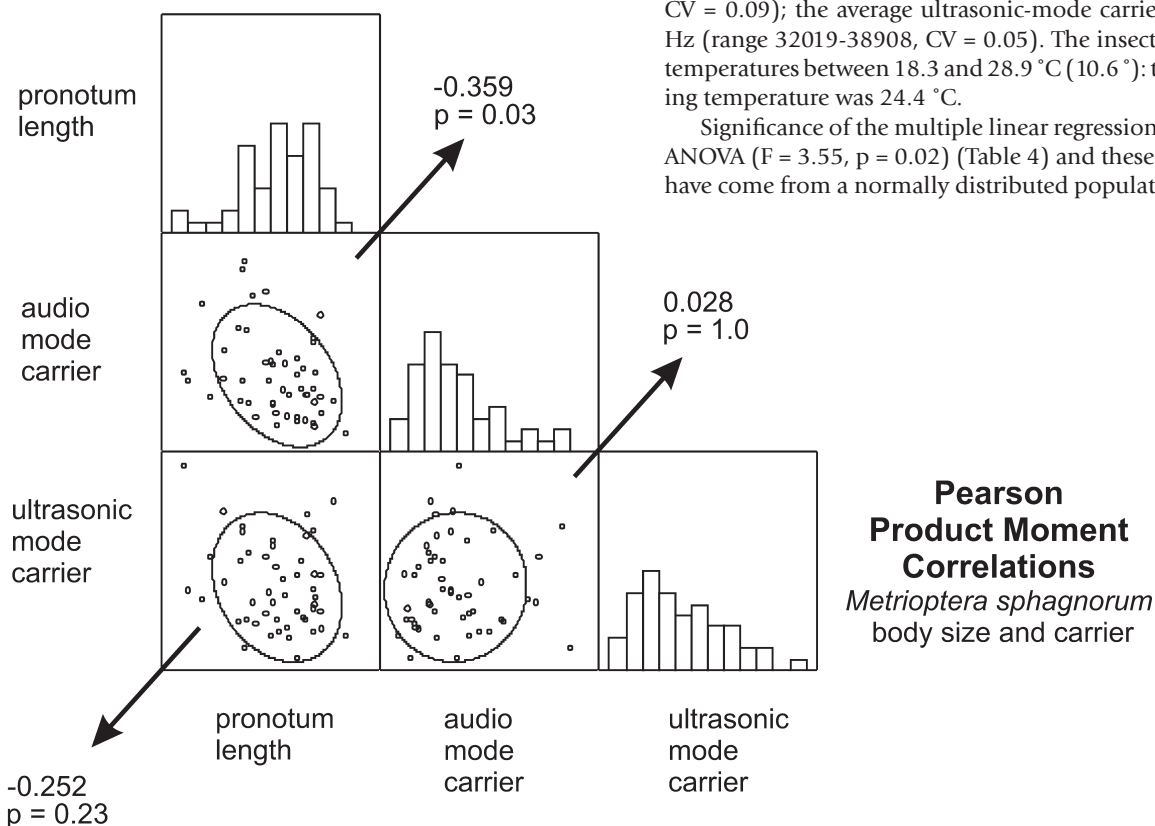 CV = 0.09); the average ultrasonic-mode carrie
Hz (range 32019-38908, CV = 0.05). The insect
temperatures between 18.3 and 28.9 ˚C (10.6 ˚): t
ing temperature was 24.4 ˚C.
Significance of the multiple linear regression
ANOVA (F = 3.55, p = 0.02) (Table 4) and these
have come from a normally distributed populat
pronotum
length
-0.359
p = 0.03
audio
mode
carrier
0.028
p = 1.0
ultrasonic
mode
carrier
Pearson
Product Moment
Correlations
Metrioptera sphagnorum
body size and carrier
pronotum
length
audio
mode
carrier
ultrasonic
mode
carrier
-0.252
p = 0.23